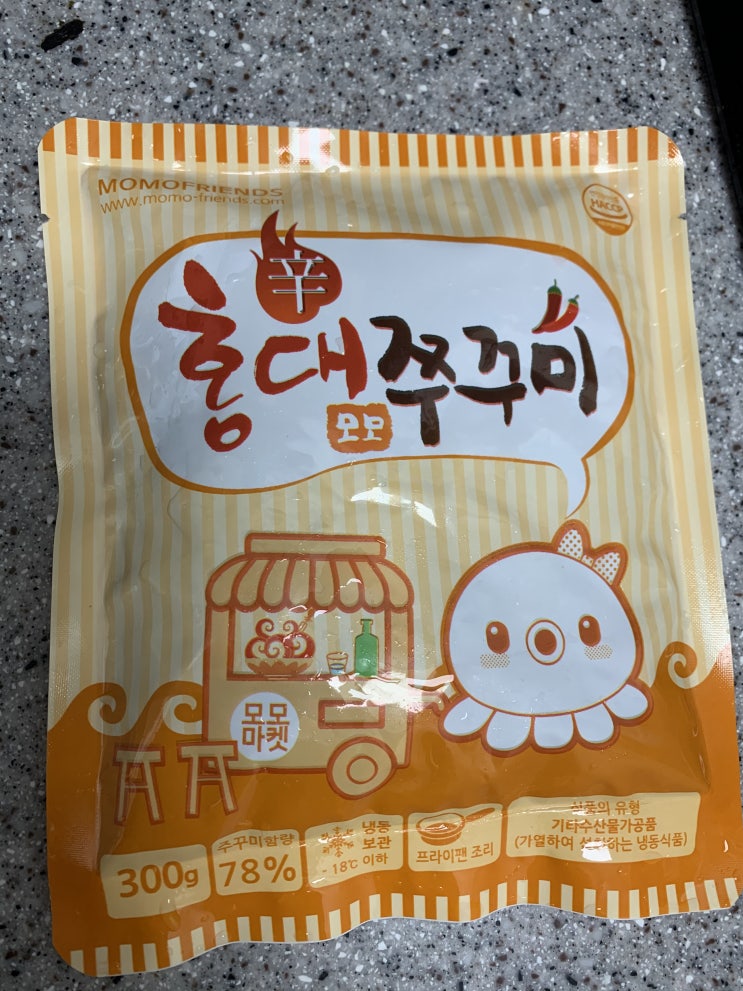 MOMOFRIENDS
www.momo-friends.com
HACCP
辛
홍대쭈꾸미
모모
모모
마켓
300g
주꾸미함량
78%
냉동
보관
-18℃ 이하
프라이팬 조리
식품의 유형
기타수산물가공품
(가열하여 섭취하는 냉동식품)